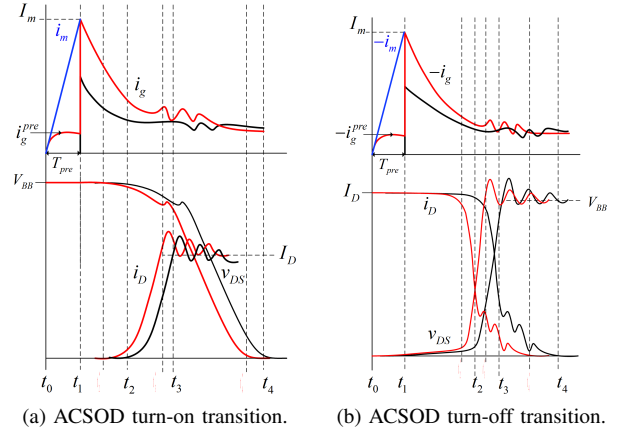 I_m
i_m
i_g
i_g^pre
T_pre
V_BB
i_D
I_D
v_DS
t_0 t_1 t_2 t_3 t_4
(a) ACSOD turn-on transition.
I_m
−i_m
−i_g
−i_g^pre
T_pre
I_D
i_D
V_BB
v_DS
t_0 t_1 t_2 t_3 t_4
(b) ACSOD turn-off transition.